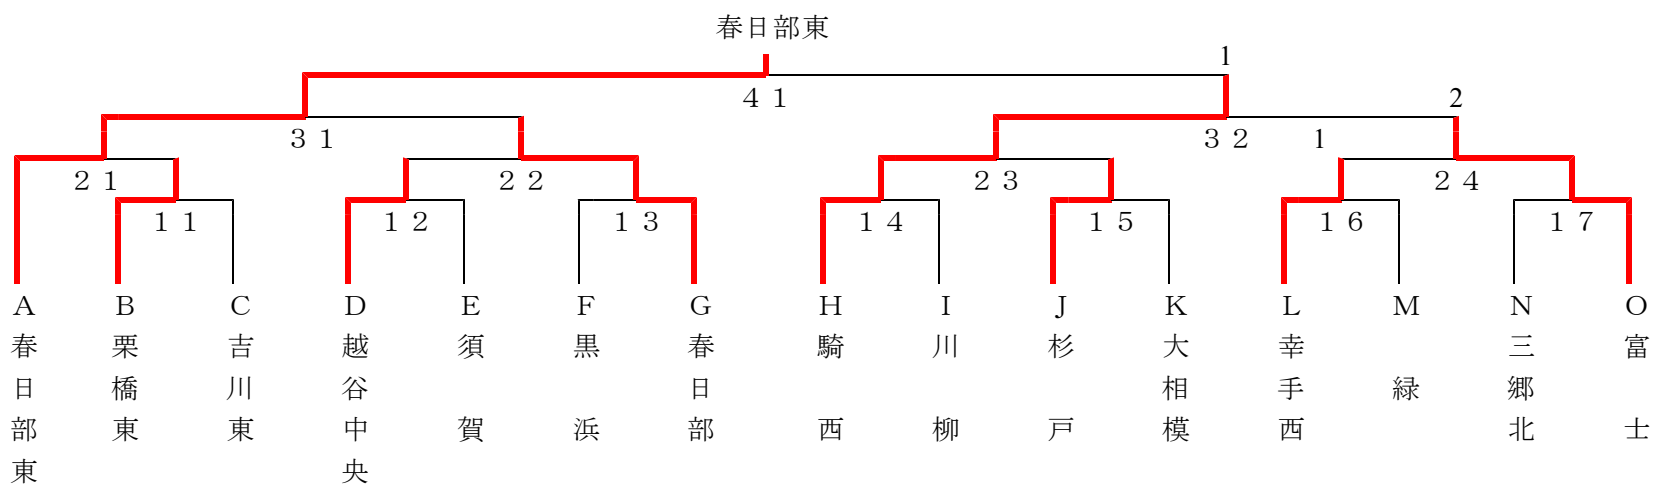 春日部東
1
４１
2
３１
３２
1
２１
２２
２３
２４
１１
１２
１３
１４
１５
１６
１７
A
B
C
D
E
F
G
H
I
J
K
L
M
N
O
春日部東
栗橋東
吉川東
越谷中央
須賀
黒浜
春日部
騎西
川柳
杉戸
大相模
幸手西
緑
三郷北
富士